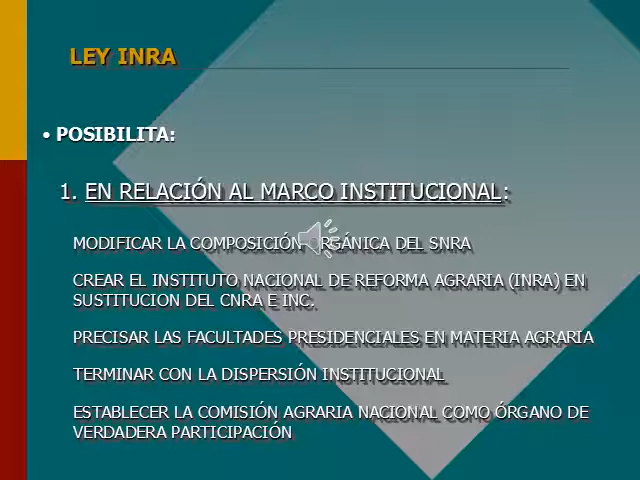 LEY INRA
• POSIBILITA:
1. EN RELACIÓN AL MARCO INSTITUCIONAL:
MODIFICAR LA COMPOSICIÓN ORGÁNICA DEL SNRA
CREAR EL INSTITUTO NACIONAL DE REFORMA AGRARIA (INRA) EN
SUSTITUCION DEL CNRA E INC.
PRECISAR LAS FACULTADES PRESIDENCIALES EN MATERIA AGRARIA
TERMINAR CON LA DISPERSIÓN INSTITUCIONAL
ESTABLECER LA COMISIÓN AGRARIA NACIONAL COMO ÓRGANO DE
VERDADERA PARTICIPACIÓN